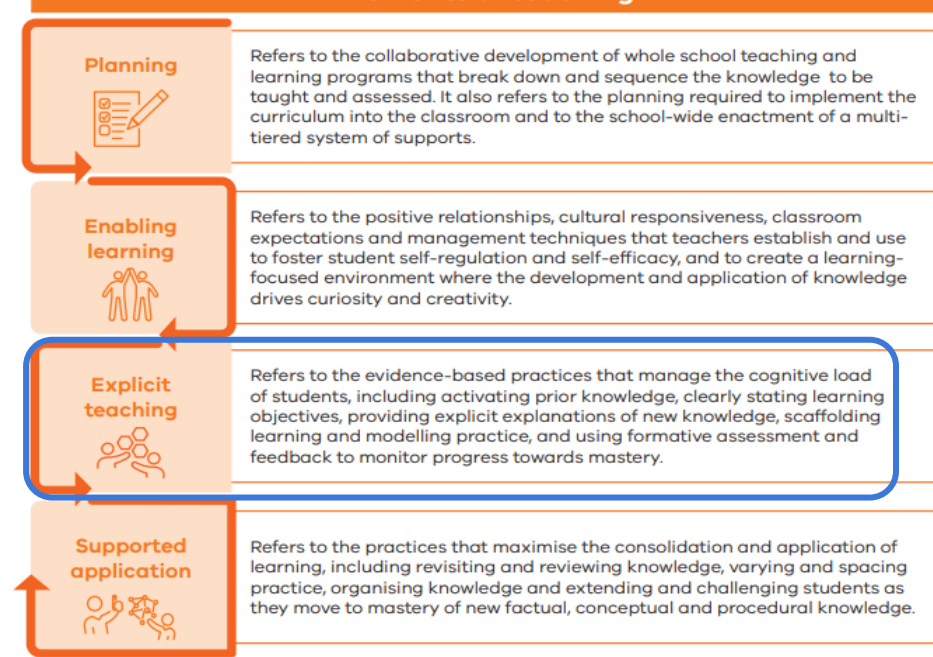 Planning
Refers to the collaborative development of whole school teaching and
learning programs that break down and sequence the knowledge to be
taught and assessed. It also refers to the planning required to implement the
curriculum into the classroom and to the school-wide enactment of a multi-
tiered system of supports.
Enabling
learning
Refers to the positive relationships, cultural responsiveness, classroom
expectations and management techniques that teachers establish and use
to foster student self-regulation and self-efficacy, and to create a learning-
focused environment where the development and application of knowledge
drives curiosity and creativity.
Explicit
teaching
Refers to the evidence-based practices that manage the cognitive load
of students, including activating prior knowledge, clearly stating learning
objectives, providing explicit explanations of new knowledge, scaffolding
learning and modelling practice, and using formative assessment and
feedback to monitor progress towards mastery.
Supported
application
Refers to the practices that maximise the consolidation and application of
learning, including revisiting and reviewing knowledge, varying and spacing
practice, organising knowledge and extending and challenging students as
they move to mastery of new factual, conceptual and procedural knowledge.